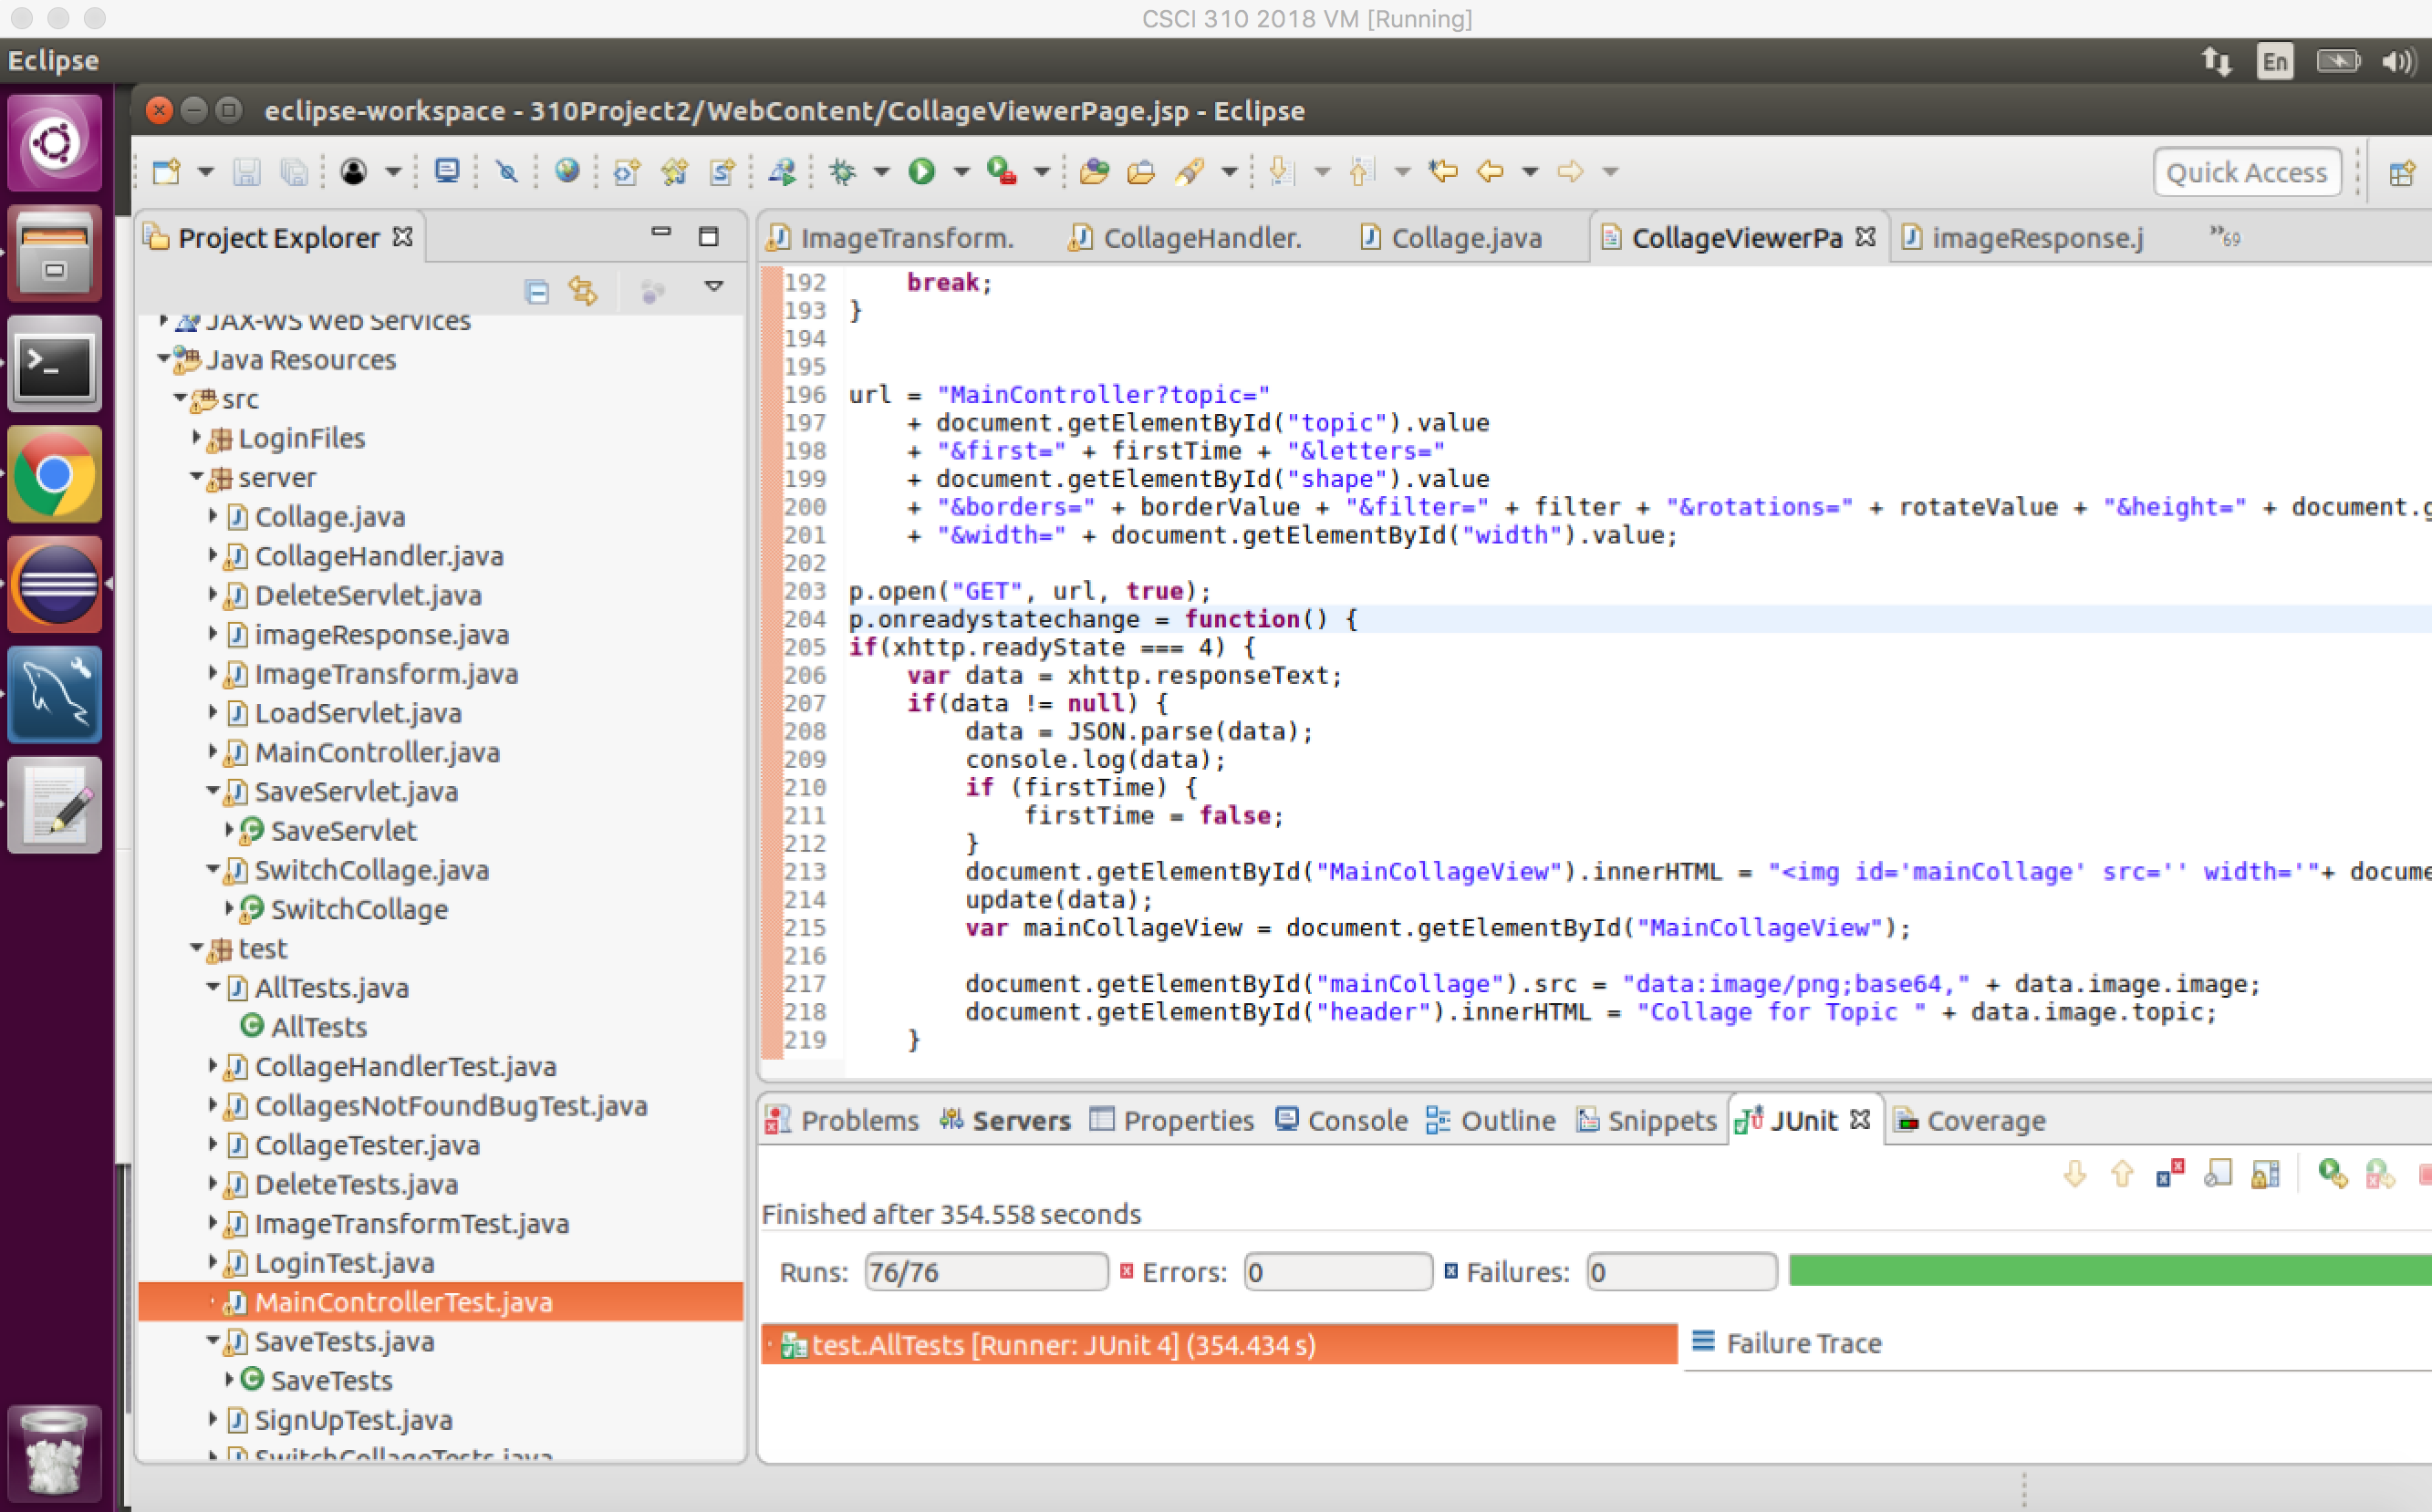 CSCI 310 2018 VM [Running]
Eclipse
En
eclipse-workspace - 310Project2/WebContent/CollageViewerPage.jsp - Eclipse
Quick Access
Project Explorer
JAX-WS Web Services
Java Resources
src
LoginFiles
server
Collage.java
CollageHandler.java
DeleteServlet.java
imageResponse.java
ImageTransform.java
LoadServlet.java
MainController.java
SaveServlet.java
SaveServlet
SwitchCollage.java
SwitchCollage
test
AllTests.java
AllTests
CollageHandlerTest.java
CollagesNotFoundBugTest.java
CollageTester.java
DeleteTests.java
ImageTransformTest.java
LoginTest.java
MainControllerTest.java
SaveTests.java
SaveTests
SignUpTest.java
SwitchCollageTests.java
ImageTransform. CollageHandler. Collage.java CollageViewerPa imageResponse.j »69
192 break;
193 }
194
195
196 url = "MainController?topic="
197 + document.getElementById("topic").value
198 + "&first=" + firstTime + "&letters="
199 + document.getElementById("shape").value
200 + "&borders=" + borderValue + "&filter=" + filter + "&rotations=" + rotateValue + "&height=" + document.g
201 + "&width=" + document.getElementById("width").value;
202
203 p.open("GET", url, true);
204 p.onreadystatechange = function() {
205 if(xhttp.readyState === 4) {
206 var data = xhttp.responseText;
207 if(data != null) {
208 data = JSON.parse(data);
209 console.log(data);
210 if (firstTime) {
211 firstTime = false;
212 }
213 document.getElementById("MainCollageView").innerHTML = "<img id='mainCollage' src='' width='"+ docume
214 update(data);
215 var mainCollageView = document.getElementById("MainCollageView");
216
217 document.getElementById("mainCollage").src = "data:image/png;base64," + data.image.image;
218 document.getElementById("header").innerHTML = "Collage for Topic " + data.image.topic;
219 }
Problems Servers Properties Console Outline Snippets JUnit Coverage
Finished after 354.558 seconds
Runs: 76/76 Errors: 0 Failures: 0
test.AllTests [Runner: JUnit 4] (354.434 s)
Failure Trace